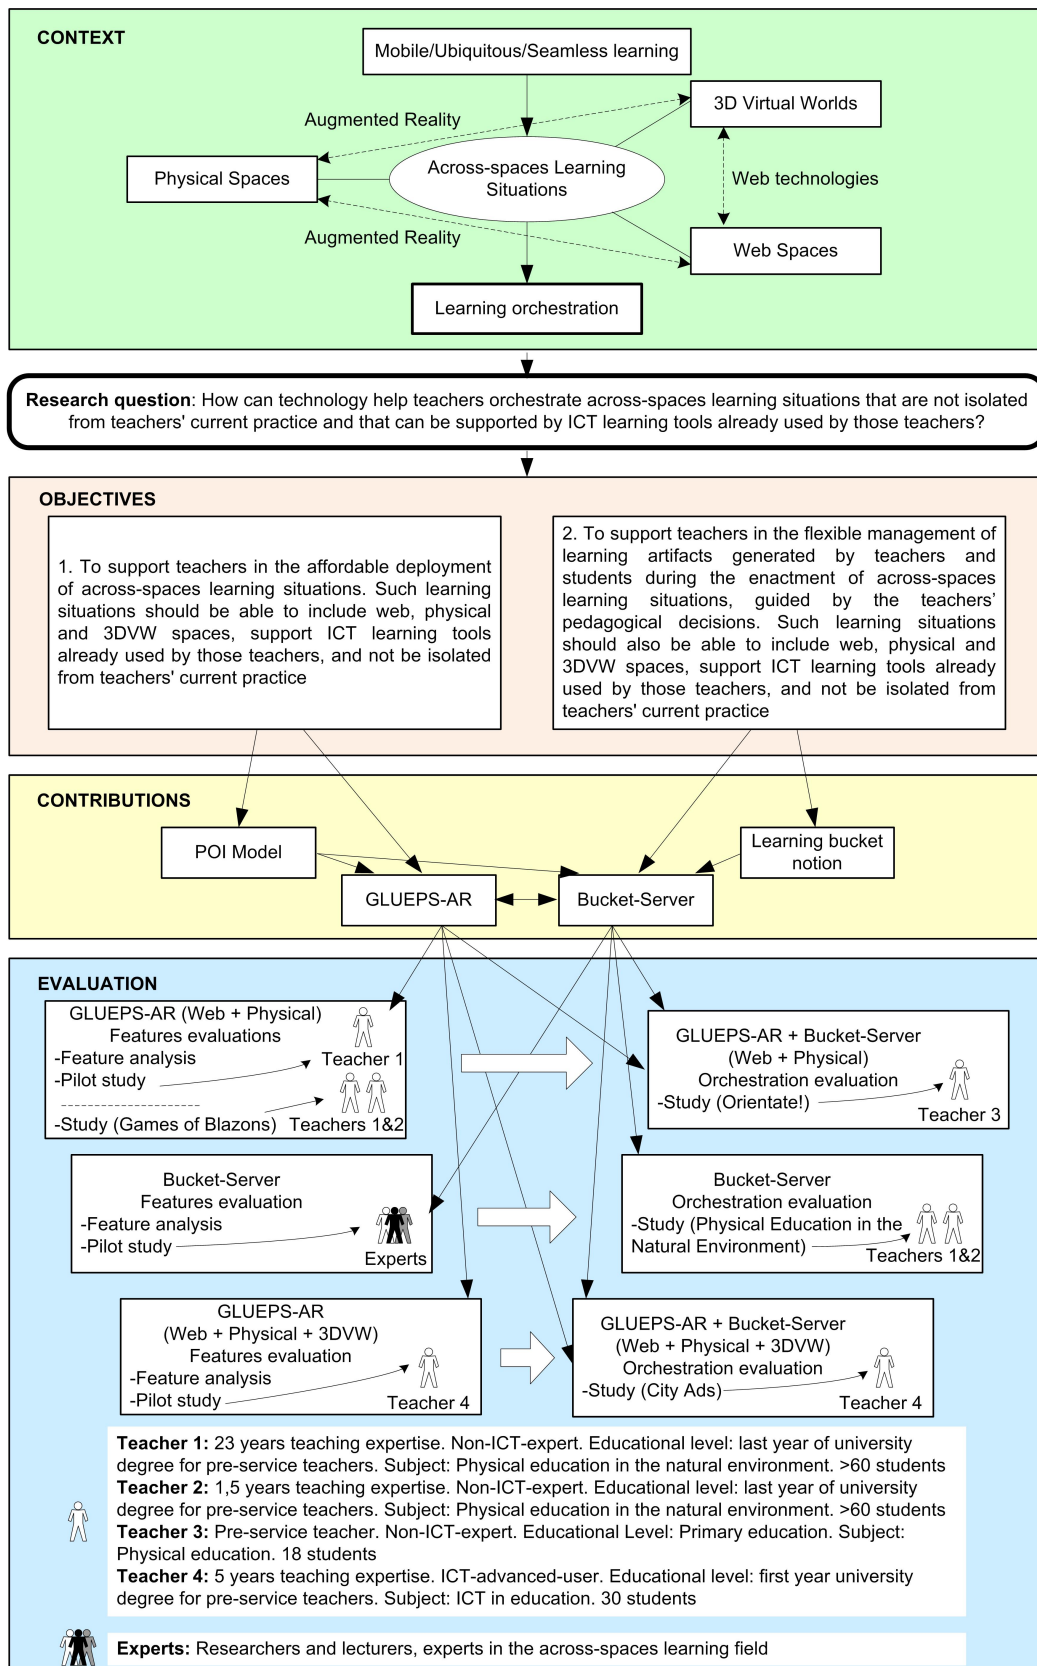 CONTEXT
Mobile/Ubiquitous/Seamless learning
3D Virtual Worlds
Augmented Reality
Physical Spaces
Across-spaces Learning
Situations
Web technologies
Augmented Reality
Web Spaces
Learning orchestration
Research question: How can technology help teachers orchestrate across-spaces learning situations that are not isolated
from teachers' current practice and that can be supported by ICT learning tools already used by those teachers?
OBJECTIVES
1. To support teachers in the affordable deployment
of across-spaces learning situations. Such learning
situations should be able to include web, physical
and 3DVW spaces, support ICT learning tools
already used by those teachers, and not be isolated
from teachers' current practice
2. To support teachers in the flexible management of
learning artifacts generated by teachers and
students during the enactment of across-spaces
learning situations, guided by the teachers'
pedagogical decisions. Such learning situations
should also be able to include web, physical and
3DVW spaces, support ICT learning tools already
used by those teachers, and not be isolated from
teachers' current practice
CONTRIBUTIONS
POI Model
Learning bucket
notion
GLUEPS-AR
Bucket-Server
EVALUATION
GLUEPS-AR (Web + Physical)
Features evaluations
-Feature analysis
-Pilot study
Teacher 1
-Study (Games of Blazons)
Teachers 1&2
GLUEPS-AR + Bucket-Server
(Web + Physical)
Orchestration evaluation
-Study (Orientate!)
Teacher 3
Bucket-Server
Features evaluation
-Feature analysis
-Pilot study
Experts
Bucket-Server
Orchestration evaluation
-Study (Physical Education in the
Natural Environment)
Teachers 1&2
GLUEPS-AR
(Web + Physical + 3DVW)
Features evaluation
-Feature analysis
-Pilot study
Teacher 4
GLUEPS-AR + Bucket-Server
(Web + Physical + 3DVW)
Orchestration evaluation
-Study (City Ads)
Teacher 4
Teacher 1: 23 years teaching expertise. Non-ICT-expert. Educational level: last year of university
degree for pre-service teachers. Subject: Physical education in the natural environment. >60 students
Teacher 2: 1,5 years teaching expertise. Non-ICT-expert. Educational level: last year of university
degree for pre-service teachers. Subject: Physical education in the natural environment. >60 students
Teacher 3: Pre-service teacher. Non-ICT-expert. Educational Level: Primary education. Subject:
Physical education. 18 students
Teacher 4: 5 years teaching expertise. ICT-advanced-user. Educational level: first year university
degree for pre-service teachers. Subject: ICT in education. 30 students
Experts: Researchers and lecturers, experts in the across-spaces learning field